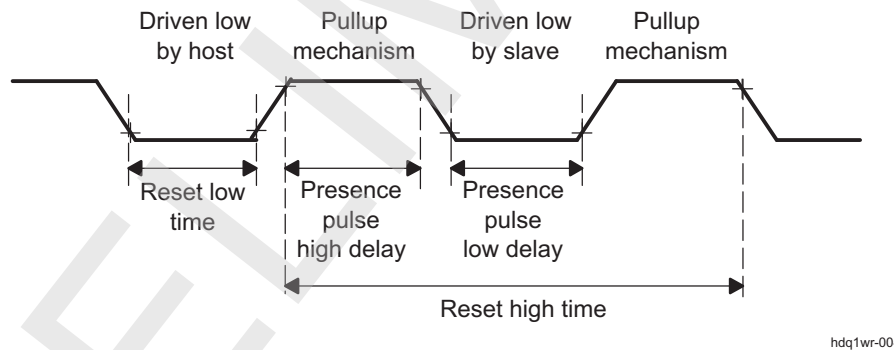 Driven low
by host
Pullup
mechanism
Driven low
by slave
Pullup
mechanism
Reset low
time
Presence
pulse
high delay
Presence
pulse
low delay
Reset high time
hdq1wr-00